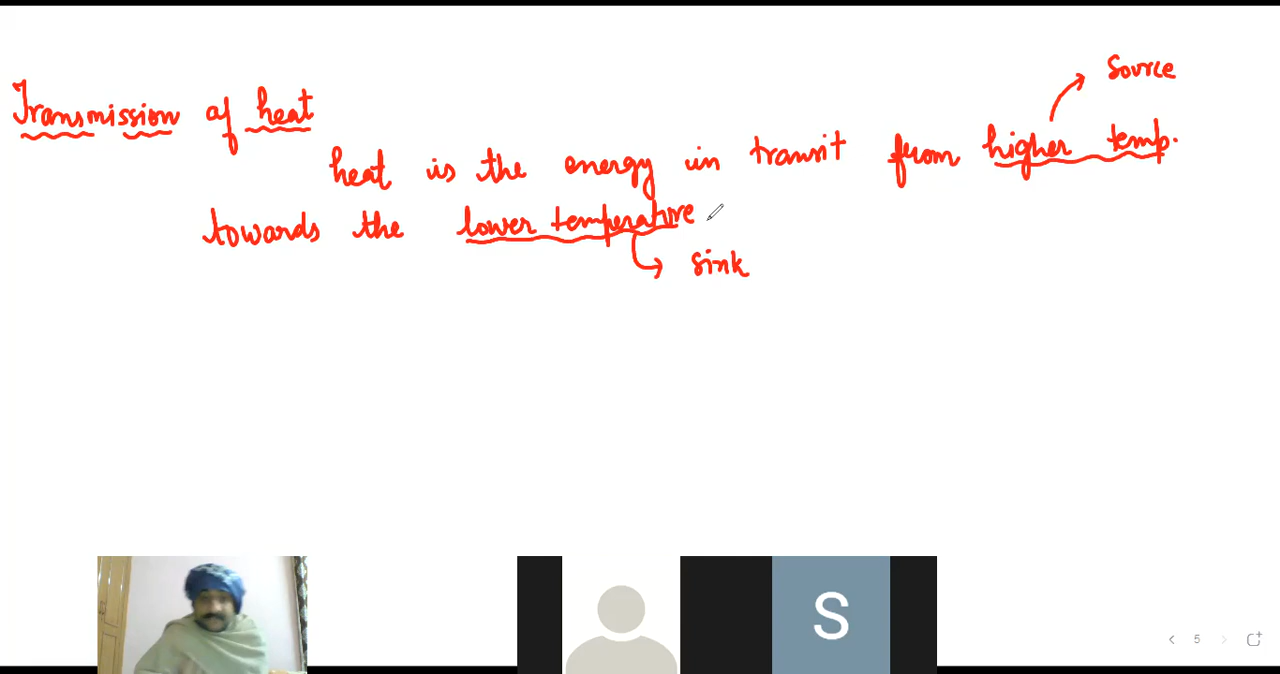 Source
Transmission of heat
heat is the energy in transit from higher temp.
towards the lower temperature
sink
S
5